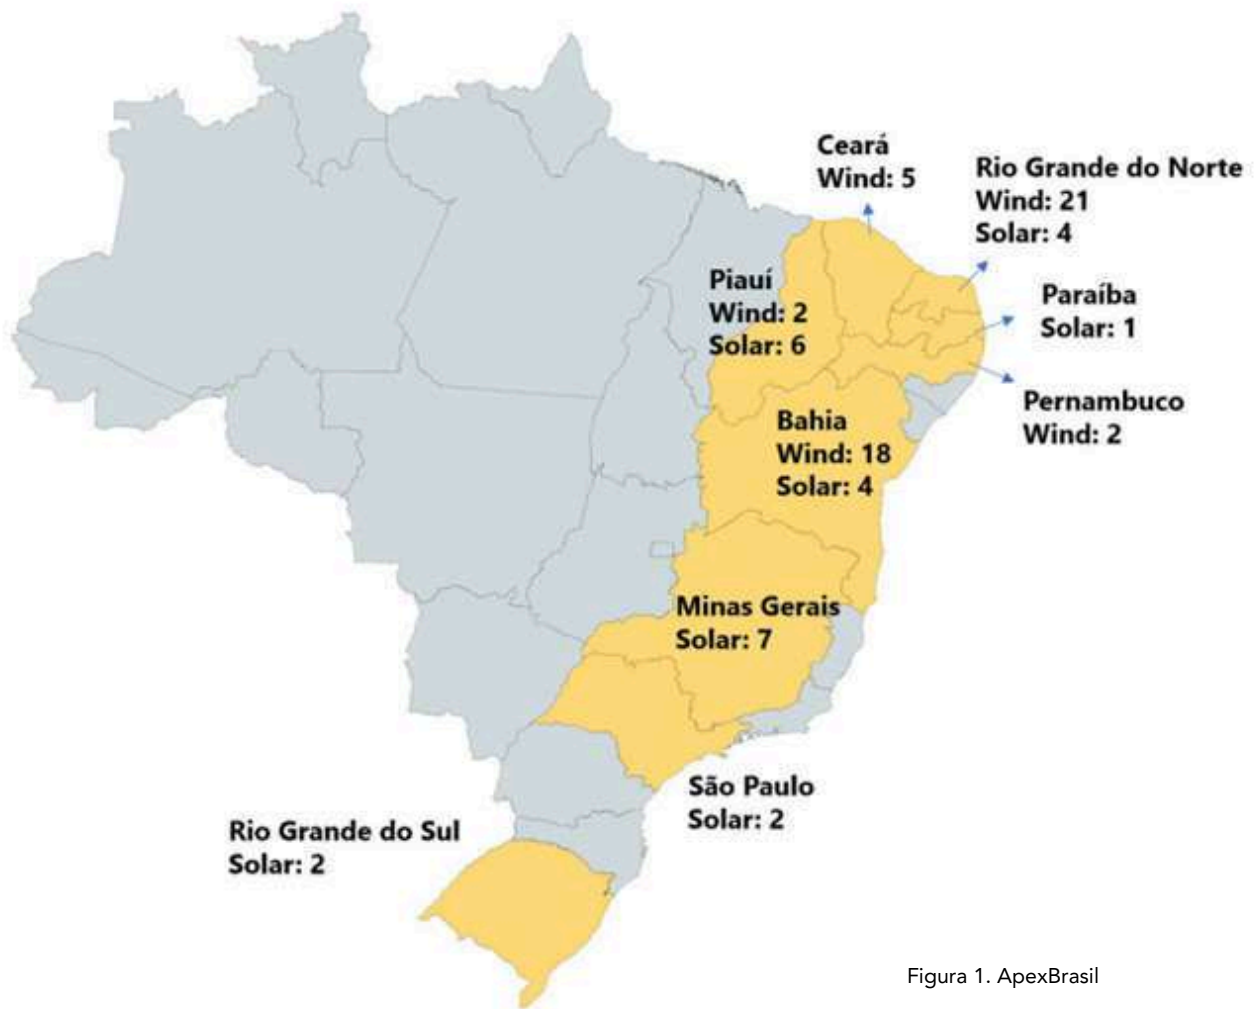 Ceará
Wind: 5
Rio Grande do Norte
Wind: 21
Solar: 4
Piauí
Wind: 2
Solar: 6
Paraíba
Solar: 1
Pernambuco
Wind: 2
Bahia
Wind: 18
Solar: 4
Minas Gerais
Solar: 7
São Paulo
Solar: 2
Rio Grande do Sul
Solar: 2
Figura 1. ApexBrasil